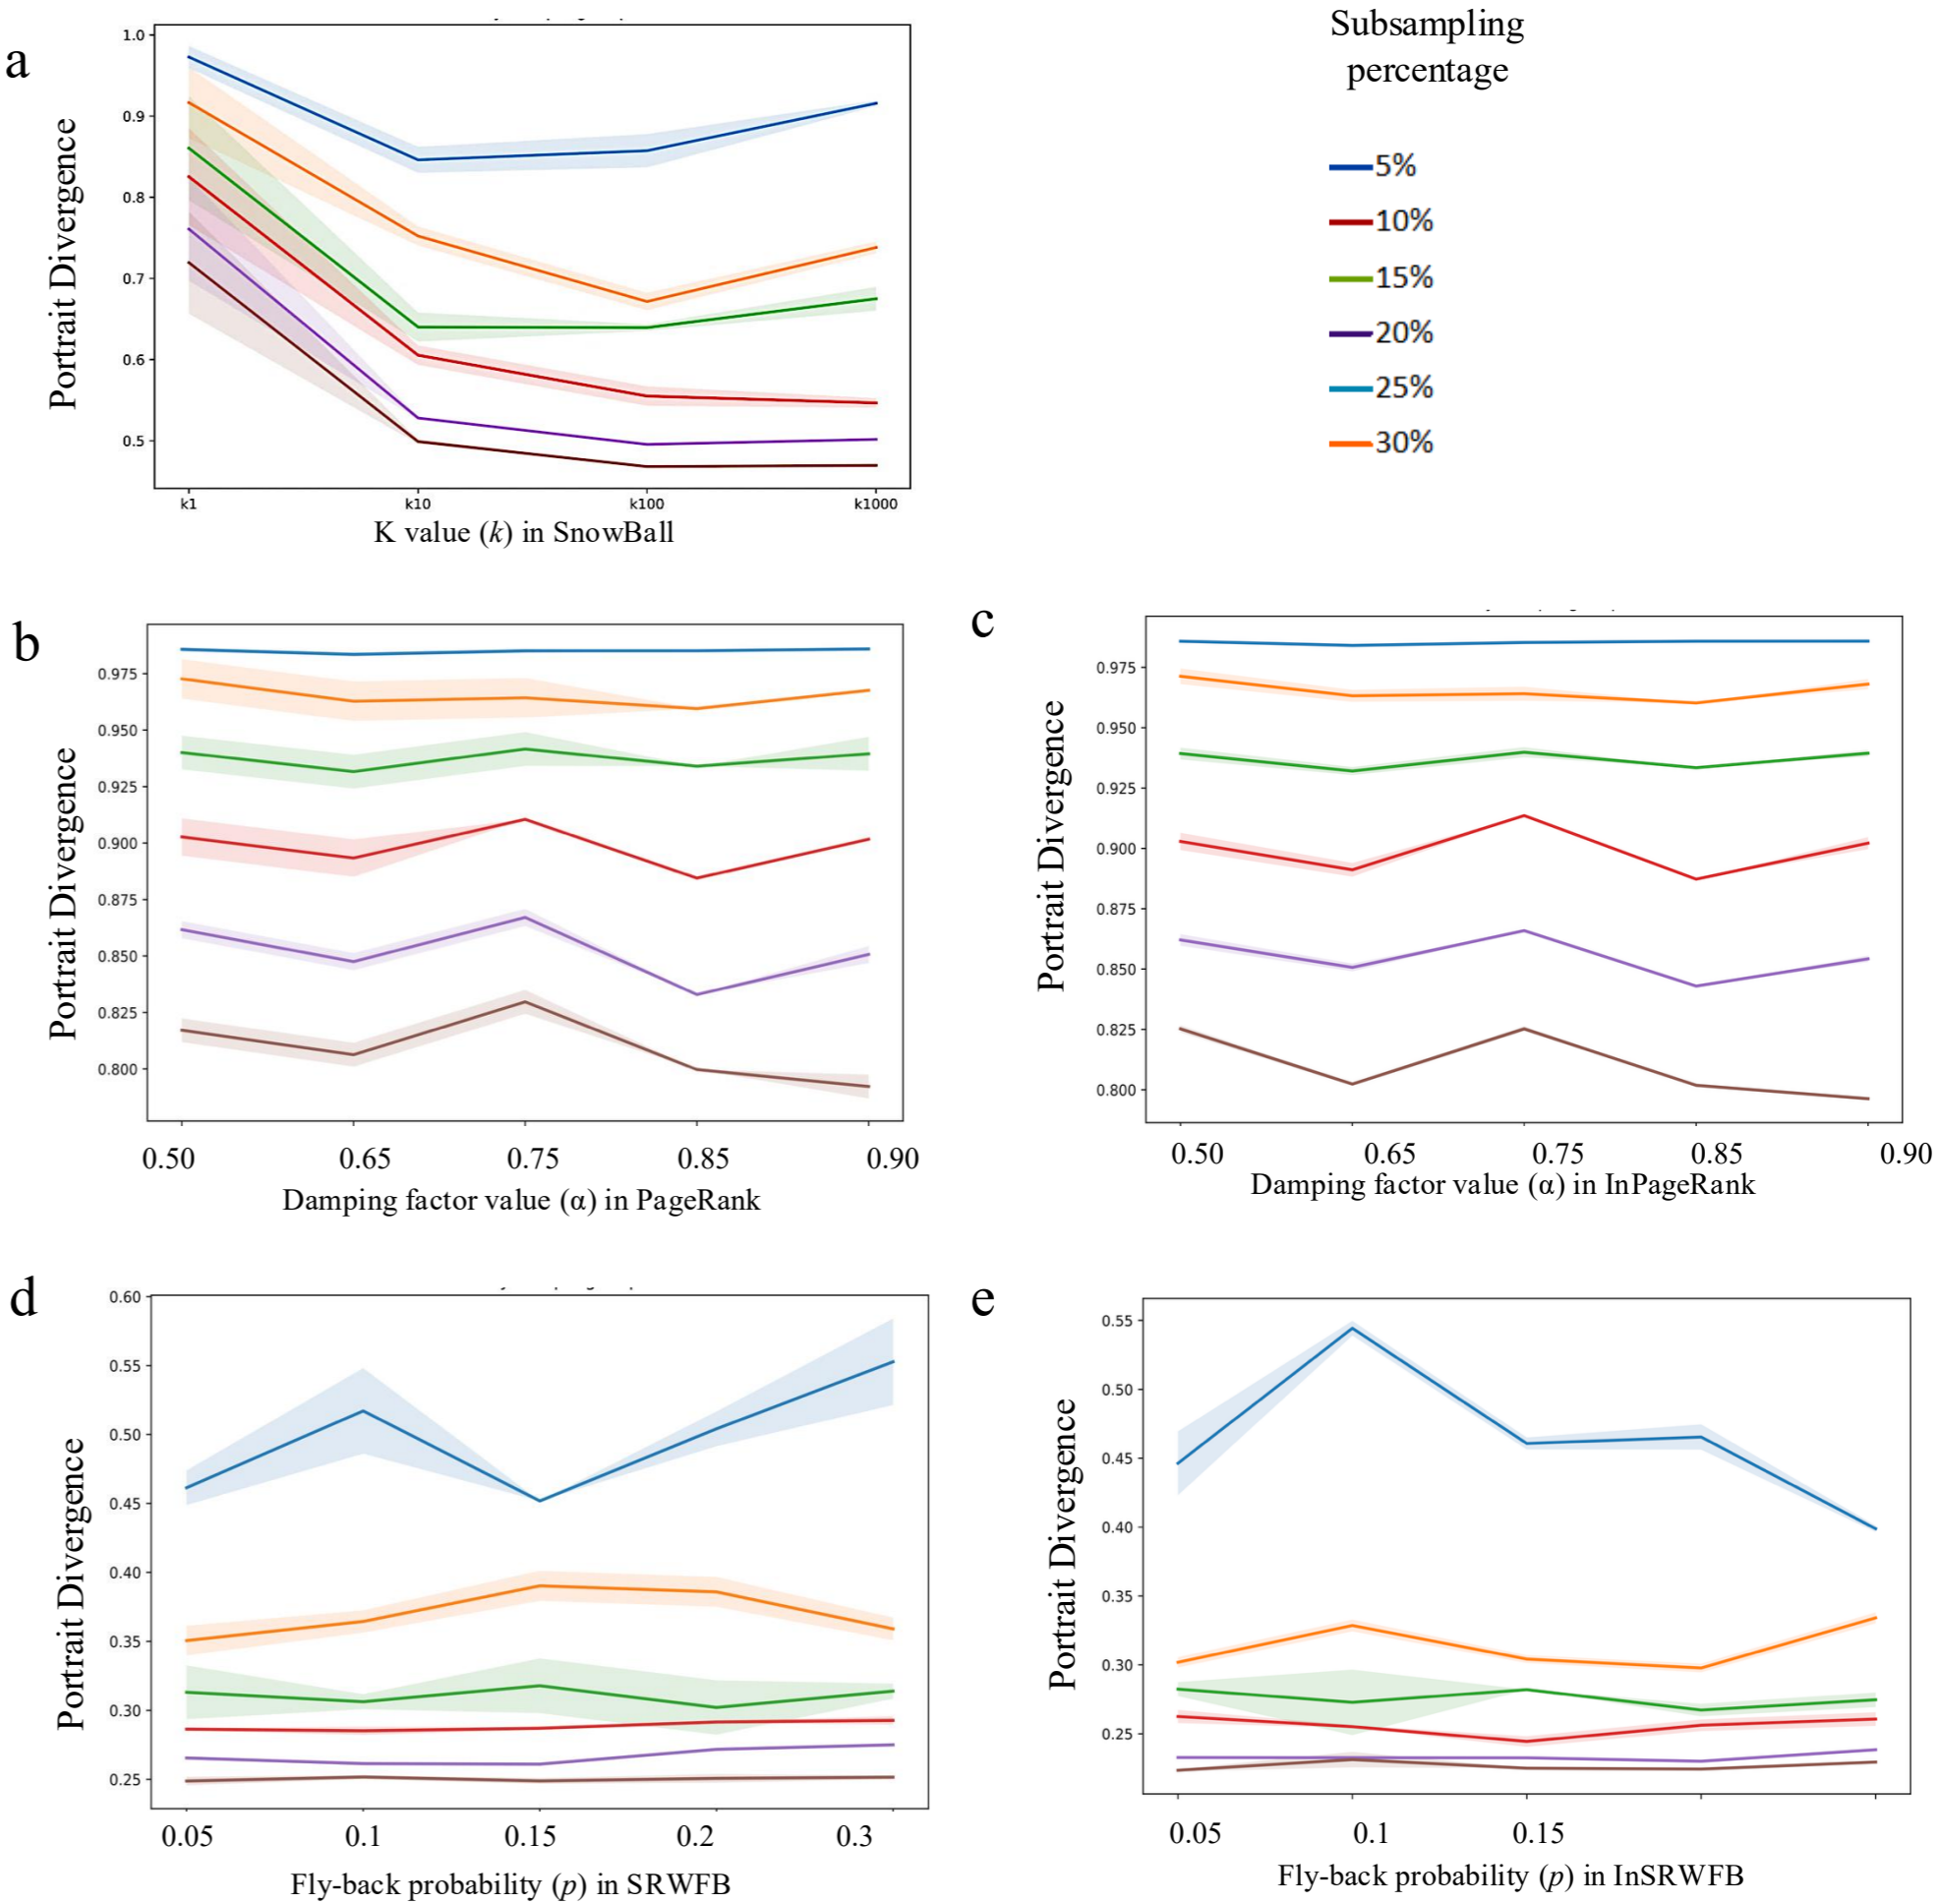 a
1.0
0.9
0.8
0.7
0.6
0.5
Portrait Divergence
k1
k10
k100
k1000
K value (k) in SnowBall
Subsampling
percentage
5%
10%
15%
20%
25%
30%
b
0.975
0.950
0.925
0.900
0.875
0.850
0.825
0.800
Portrait Divergence
0.50
0.65
0.75
0.85
0.90
Damping factor value (α) in PageRank
c
0.975
0.950
0.925
0.900
0.875
0.850
0.825
0.800
Portrait Divergence
0.50
0.65
0.75
0.85
0.90
Damping factor value (α) in InPageRank
d
0.60
0.55
0.50
0.45
0.40
0.35
0.30
0.25
Portrait Divergence
0.05
0.1
0.15
0.2
0.3
Fly-back probability (p) in SRWFB
e
0.55
0.50
0.45
0.40
0.35
0.30
0.25
Portrait Divergence
0.05
0.1
0.15
Fly-back probability (p) in InSRWFB